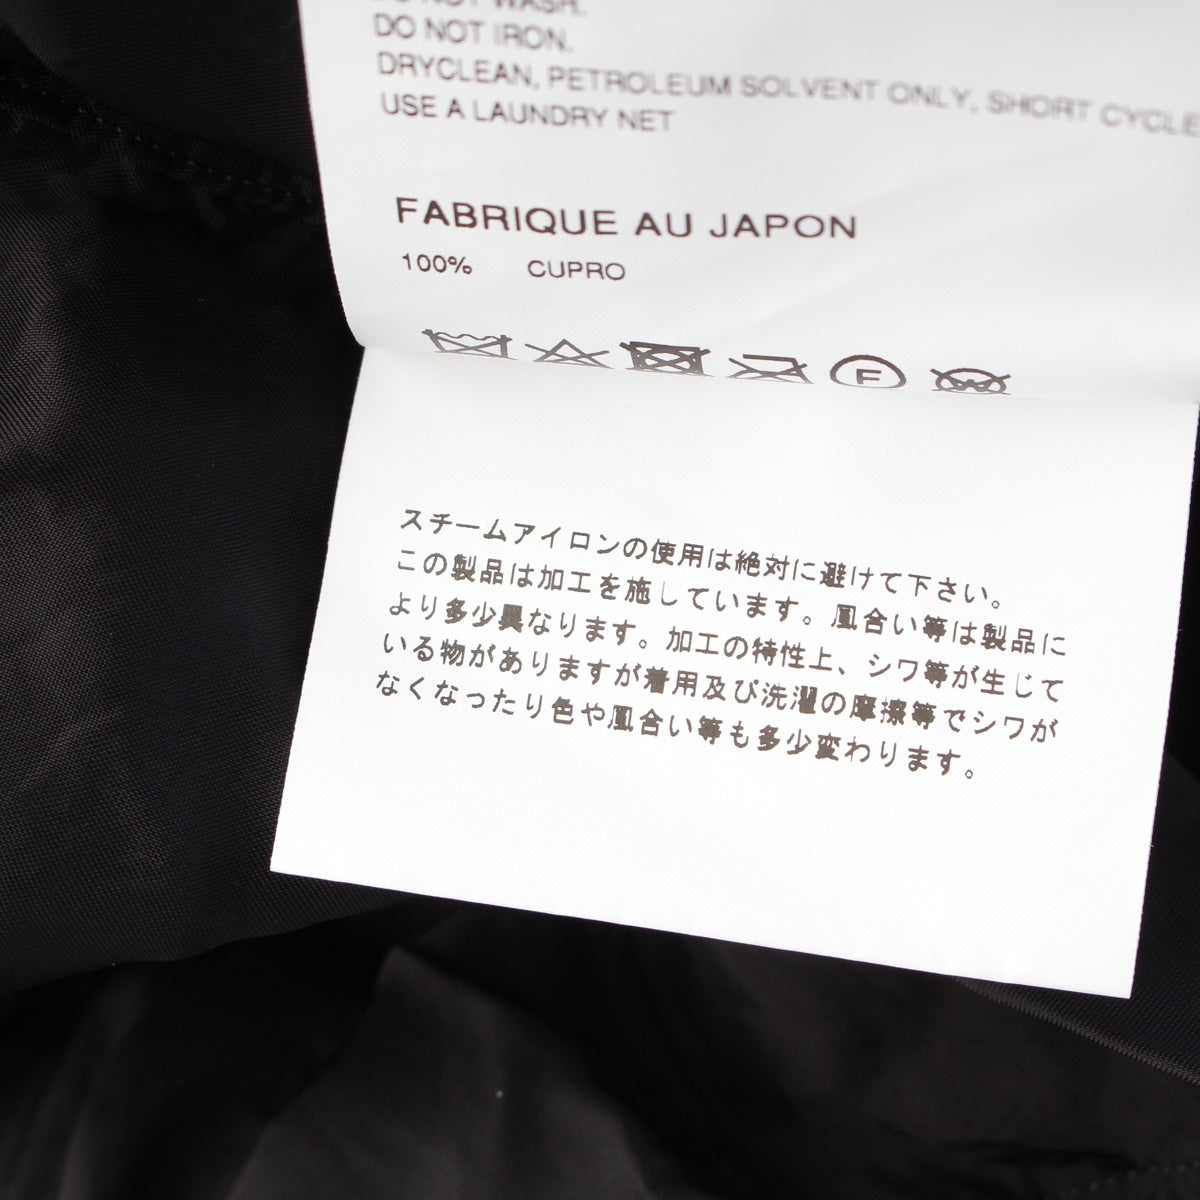 DO NOT WASH.
DO NOT IRON.
DRYCLEAN, PETROLEUM SOLVENT ONLY, SHORT CYCLE
USE A LAUNDRY NET
FABRIQUE AU JAPON
100% CUPRO
F
W
スチームアイロンの使用は絶対に避けて下さい。
この製品は加工を施しています。風合い等は製品に
より多少異なります。加工の特性上、シワ等が生じて
いる物がありますが着用及び洗濯の摩擦等でシワが
なくなったり色や風合い等も多少変わります。